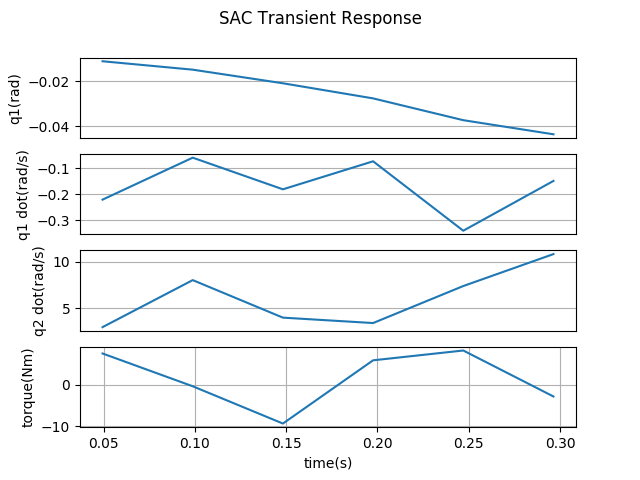 SAC Transient Response
q1(rad)
−0.02
−0.04
q1 dot(rad/s)
−0.1
−0.2
−0.3
q2 dot(rad/s)
10
5
torque(Nm)
0
−10
0.05 0.10 0.15 0.20 0.25 0.30
time(s)